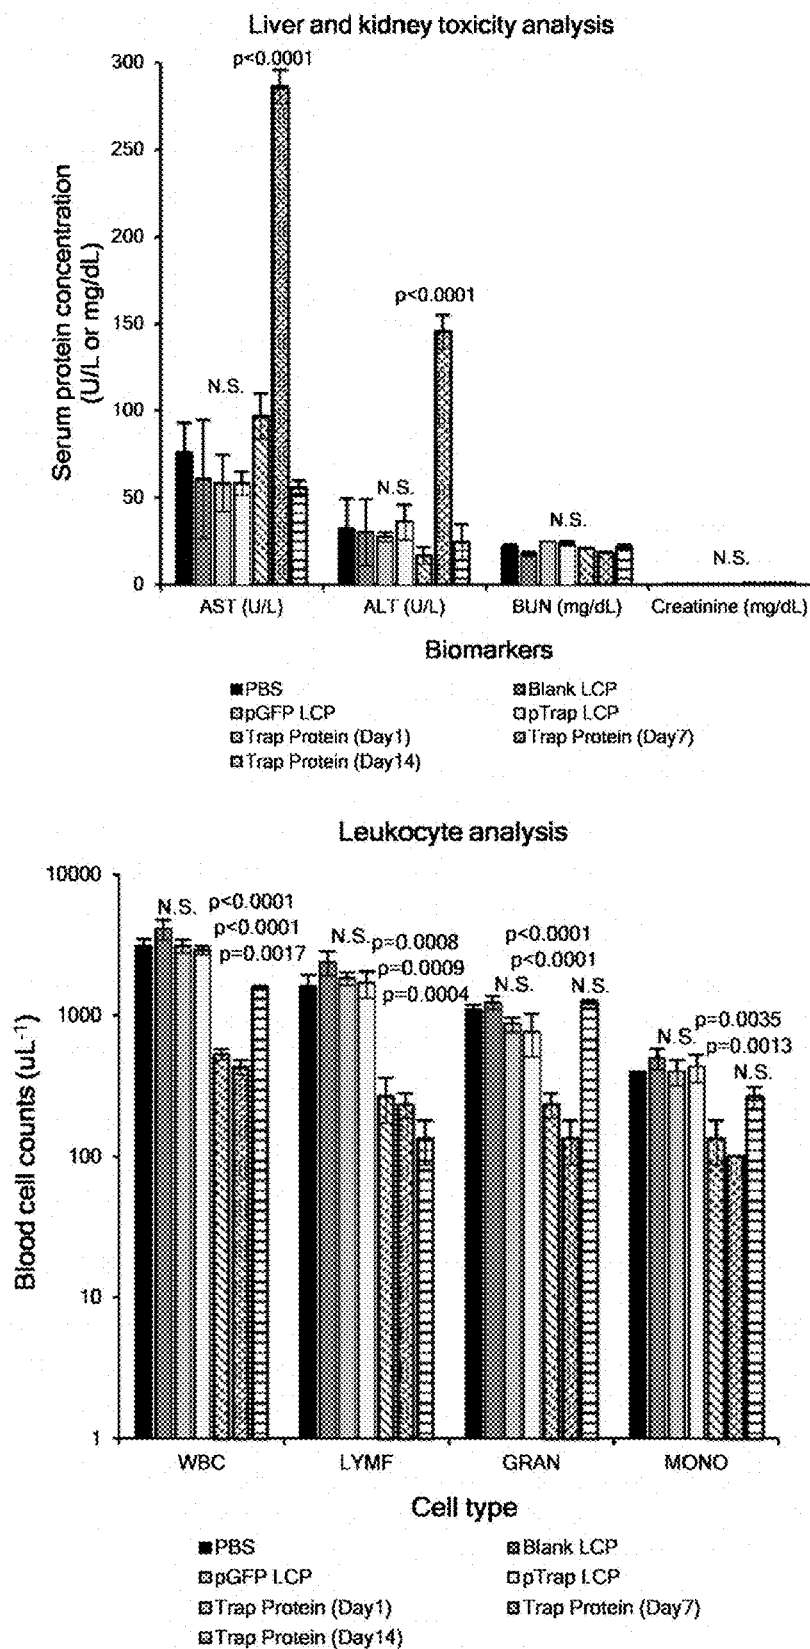 Liver and kidney toxicity analysis
300
p<0.0001
250
200
150
p<0.0001
100
N.S.
50
N.S.
N.S.
0
N.S.
Serum protein concentration
(U/L or mg/dL)
AST (U/L) ALT (U/L) BUN (mg/dL) Creatinine (mg/dL)
Biomarkers
PBS Blank LCP
pGFP LCP pTrap LCP
Trap Protein (Day1) Trap Protein (Day7)
Trap Protein (Day14)
Leukocyte analysis
10000
N.S. p<0.0001
p<0.0001
p=0.0017
N.S. p=0.0008
p=0.0009
p=0.0004
p<0.0001
p<0.0001
N.S. N.S.
p=0.0035
N.S. p=0.0013
N.S.
1000
100
10
1
Blood cell counts (uL-1)
WBC LYMF GRAN MONO
Cell type
PBS Blank LCP
pGFP LCP pTrap LCP
Trap Protein (Day1) Trap Protein (Day7)
Trap Protein (Day14)